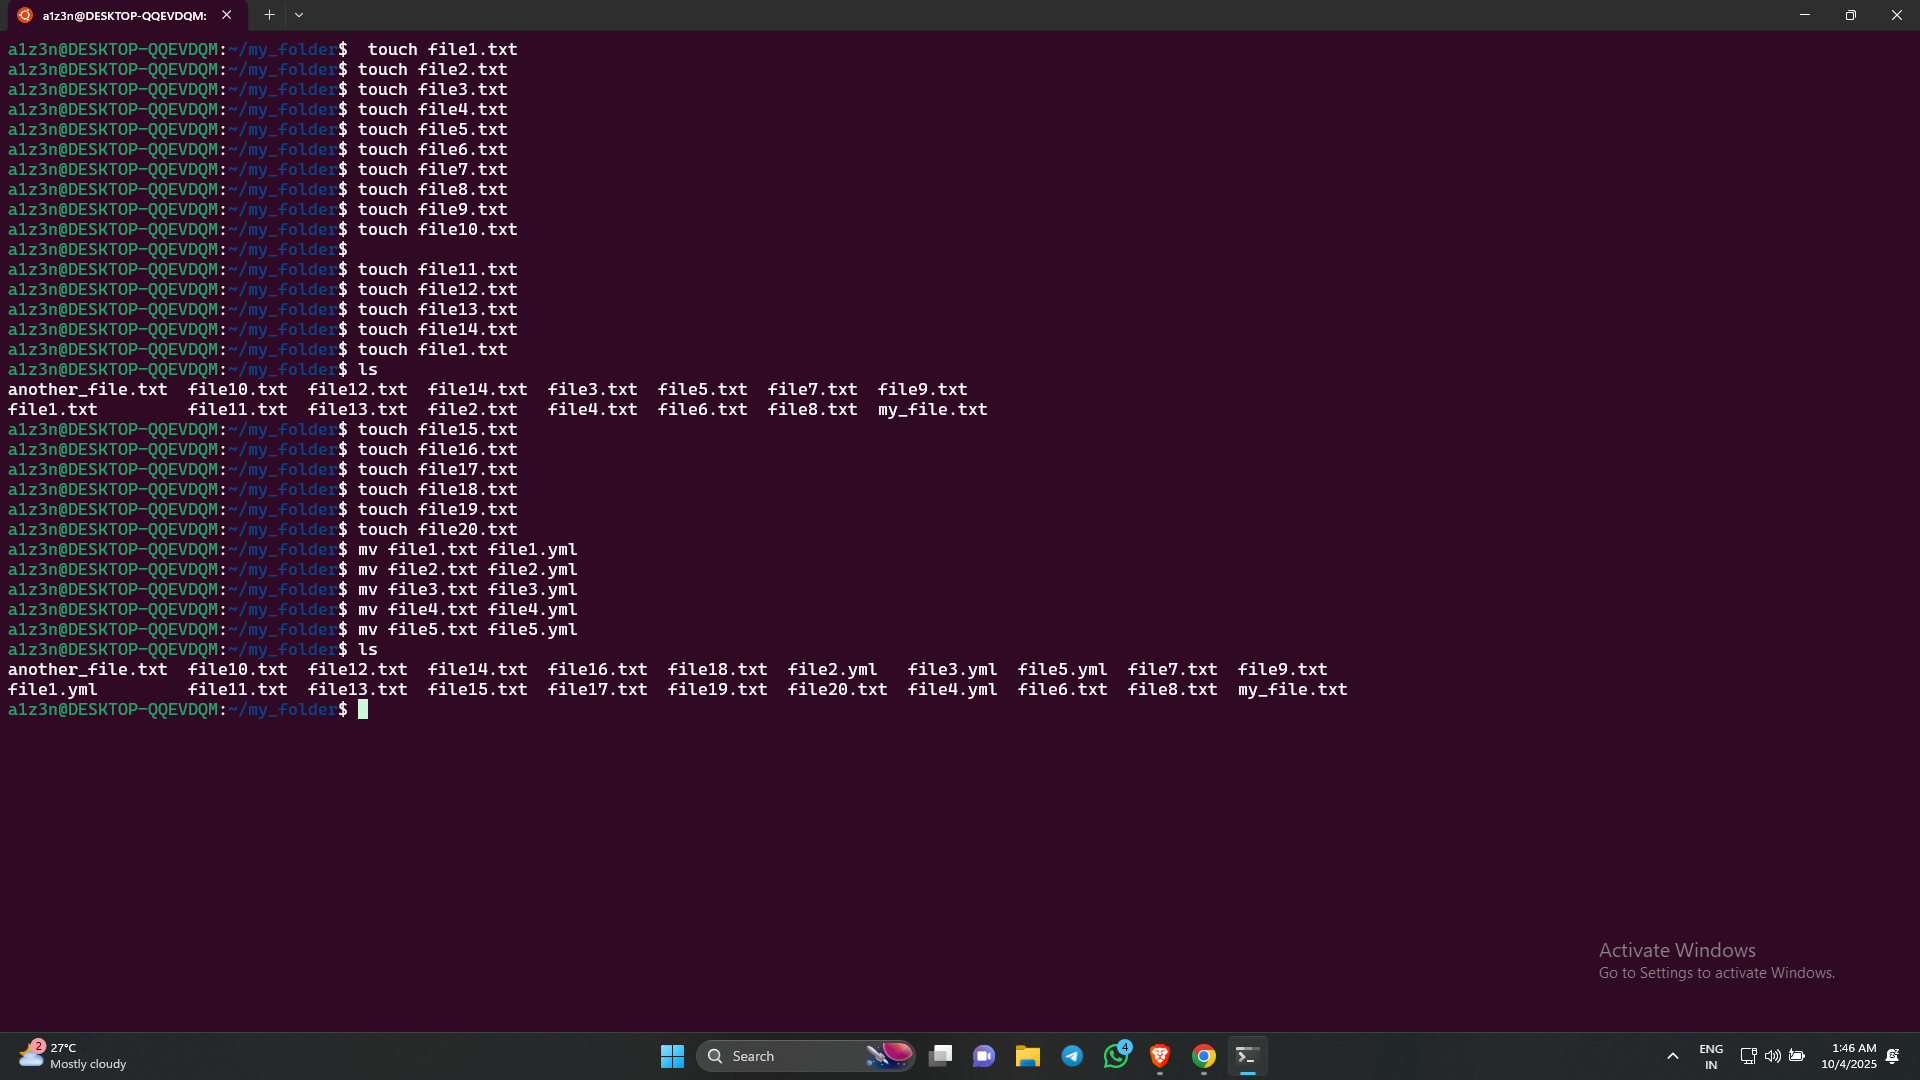 a1z3n@DESKTOP-QQEVDQM:
a1z3n@DESKTOP-QQEVDQM:~/my_folder$  touch file1.txt
a1z3n@DESKTOP-QQEVDQM:~/my_folder$ touch file2.txt
a1z3n@DESKTOP-QQEVDQM:~/my_folder$ touch file3.txt
a1z3n@DESKTOP-QQEVDQM:~/my_folder$ touch file4.txt
a1z3n@DESKTOP-QQEVDQM:~/my_folder$ touch file5.txt
a1z3n@DESKTOP-QQEVDQM:~/my_folder$ touch file6.txt
a1z3n@DESKTOP-QQEVDQM:~/my_folder$ touch file7.txt
a1z3n@DESKTOP-QQEVDQM:~/my_folder$ touch file8.txt
a1z3n@DESKTOP-QQEVDQM:~/my_folder$ touch file9.txt
a1z3n@DESKTOP-QQEVDQM:~/my_folder$ touch file10.txt
a1z3n@DESKTOP-QQEVDQM:~/my_folder$
a1z3n@DESKTOP-QQEVDQM:~/my_folder$ touch file11.txt
a1z3n@DESKTOP-QQEVDQM:~/my_folder$ touch file12.txt
a1z3n@DESKTOP-QQEVDQM:~/my_folder$ touch file13.txt
a1z3n@DESKTOP-QQEVDQM:~/my_folder$ touch file14.txt
a1z3n@DESKTOP-QQEVDQM:~/my_folder$ touch file1.txt
a1z3n@DESKTOP-QQEVDQM:~/my_folder$ ls
another_file.txt  file10.txt  file12.txt  file14.txt  file3.txt  file5.txt  file7.txt  file9.txt
file1.txt         file11.txt  file13.txt  file2.txt   file4.txt  file6.txt  file8.txt  my_file.txt
a1z3n@DESKTOP-QQEVDQM:~/my_folder$ touch file15.txt
a1z3n@DESKTOP-QQEVDQM:~/my_folder$ touch file16.txt
a1z3n@DESKTOP-QQEVDQM:~/my_folder$ touch file17.txt
a1z3n@DESKTOP-QQEVDQM:~/my_folder$ touch file18.txt
a1z3n@DESKTOP-QQEVDQM:~/my_folder$ touch file19.txt
a1z3n@DESKTOP-QQEVDQM:~/my_folder$ touch file20.txt
a1z3n@DESKTOP-QQEVDQM:~/my_folder$ mv file1.txt file1.yml
a1z3n@DESKTOP-QQEVDQM:~/my_folder$ mv file2.txt file2.yml
a1z3n@DESKTOP-QQEVDQM:~/my_folder$ mv file3.txt file3.yml
a1z3n@DESKTOP-QQEVDQM:~/my_folder$ mv file4.txt file4.yml
a1z3n@DESKTOP-QQEVDQM:~/my_folder$ mv file5.txt file5.yml
a1z3n@DESKTOP-QQEVDQM:~/my_folder$ ls
another_file.txt  file10.txt  file12.txt  file14.txt  file16.txt  file18.txt  file2.yml   file3.yml  file5.yml  file7.txt  file9.txt
file1.yml         file11.txt  file13.txt  file15.txt  file17.txt  file19.txt  file20.txt  file4.yml  file6.txt  file8.txt  my_file.txt
a1z3n@DESKTOP-QQEVDQM:~/my_folder$
Activate Windows
Go to Settings to activate Windows.
2
27°C
Mostly cloudy
Search
4
ENG
IN
1:46 AM
10/4/2025